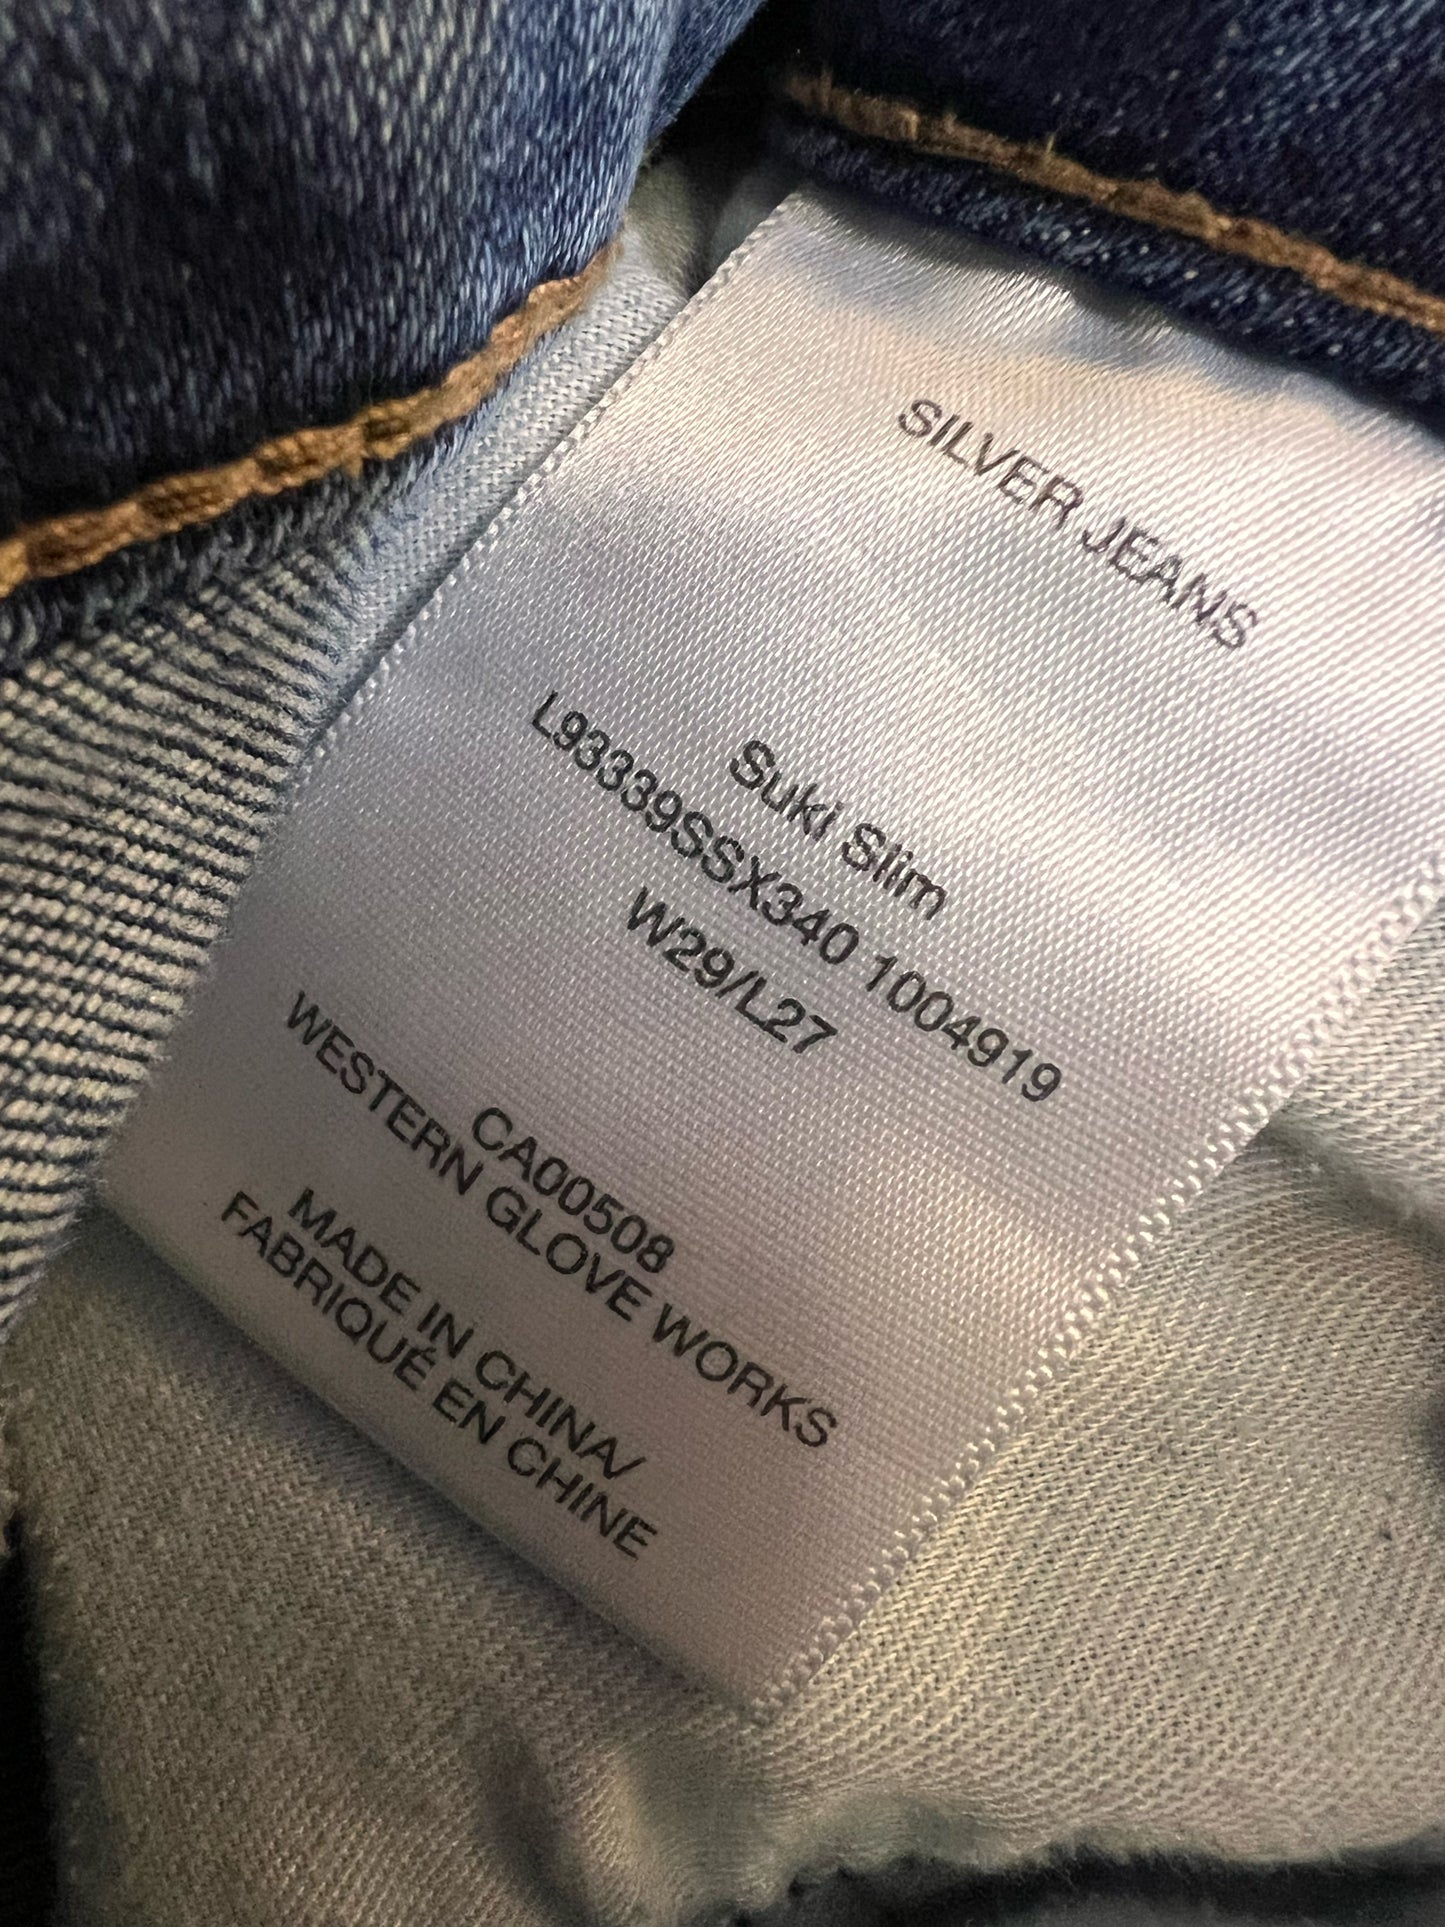 SILVER JEANS
Suki Slim
L93339SSX340 1004919
W29/L27
CA00508
WESTERN GLOVE WORKS
MADE IN CHINA/
FABRIQUÉ EN CHINE